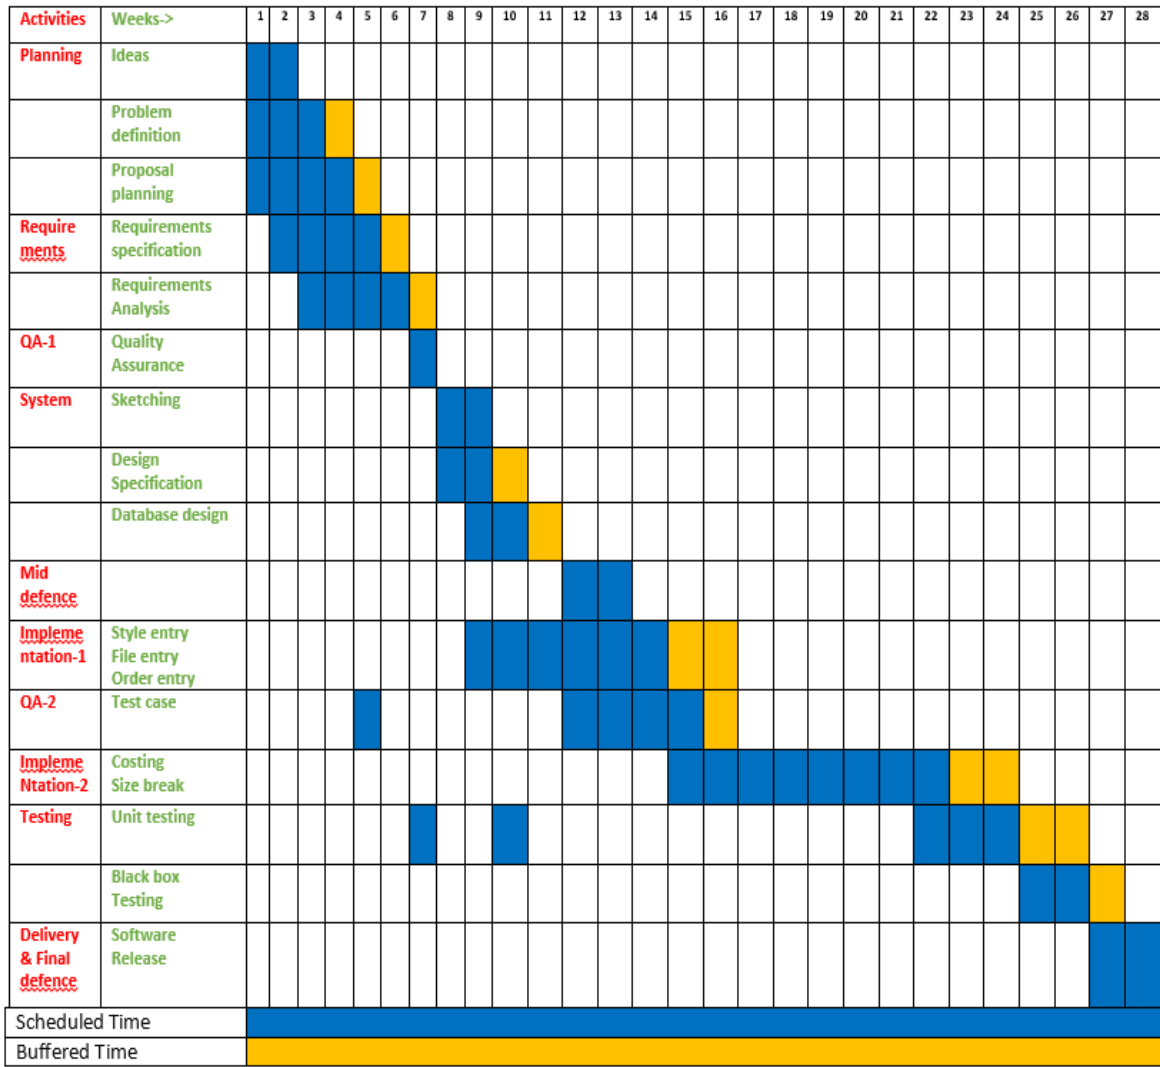 Activities Weeks-> 1 2 3 4 5 6 7 8 9 10 11 12 13 14 15 16 17 18 19 20 21 22 23 24 25 26 27 28
Planning Ideas
Problem
definition
Proposal
planning
Require Requirements
ments specification
Requirements
Analysis
QA-1 Quality
Assurance
System Sketching
Design
Specification
Database design
Mid
defence
Impleme Style entry
ntation-1 File entry
Order entry
QA-2 Test case
Impleme Costing
Ntation-2 Size break
Testing Unit testing
Black box
Testing
Delivery Software
& Final Release
defence
Scheduled Time
Buffered Time